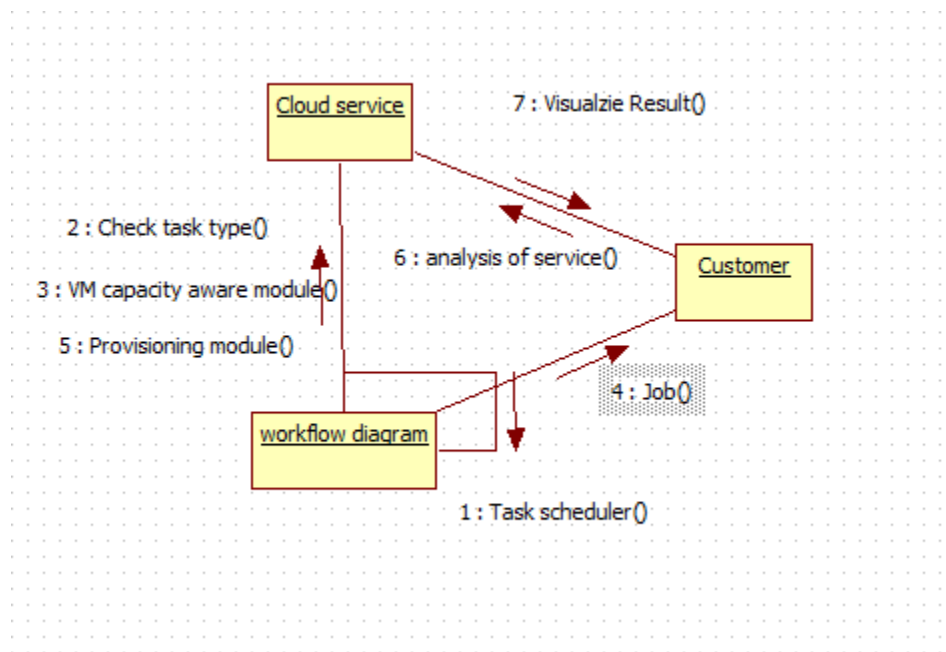 Cloud service
7 : Visualzie Result()
2 : Check task type()
6 : analysis of service()
Customer
3 : VM capacity aware module()
5 : Provisioning module()
4 : Job()
workflow diagram
1 : Task scheduler()